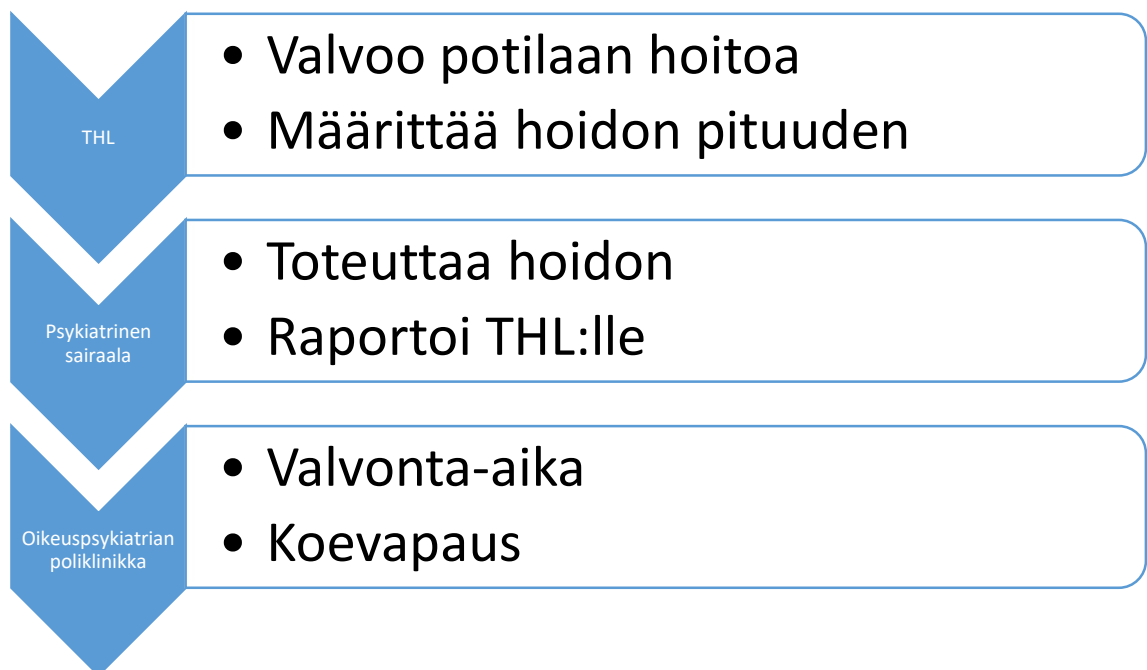 THL
• Valvoo potilaan hoitoa
• Määrittää hoidon pituuden
Psykiatrinen
sairaala
• Toteuttaa hoidon
• Raportoi THL:lle
Oikeuspsykiatrian
poliklinikka
• Valvonta-aika
• Koevapaus